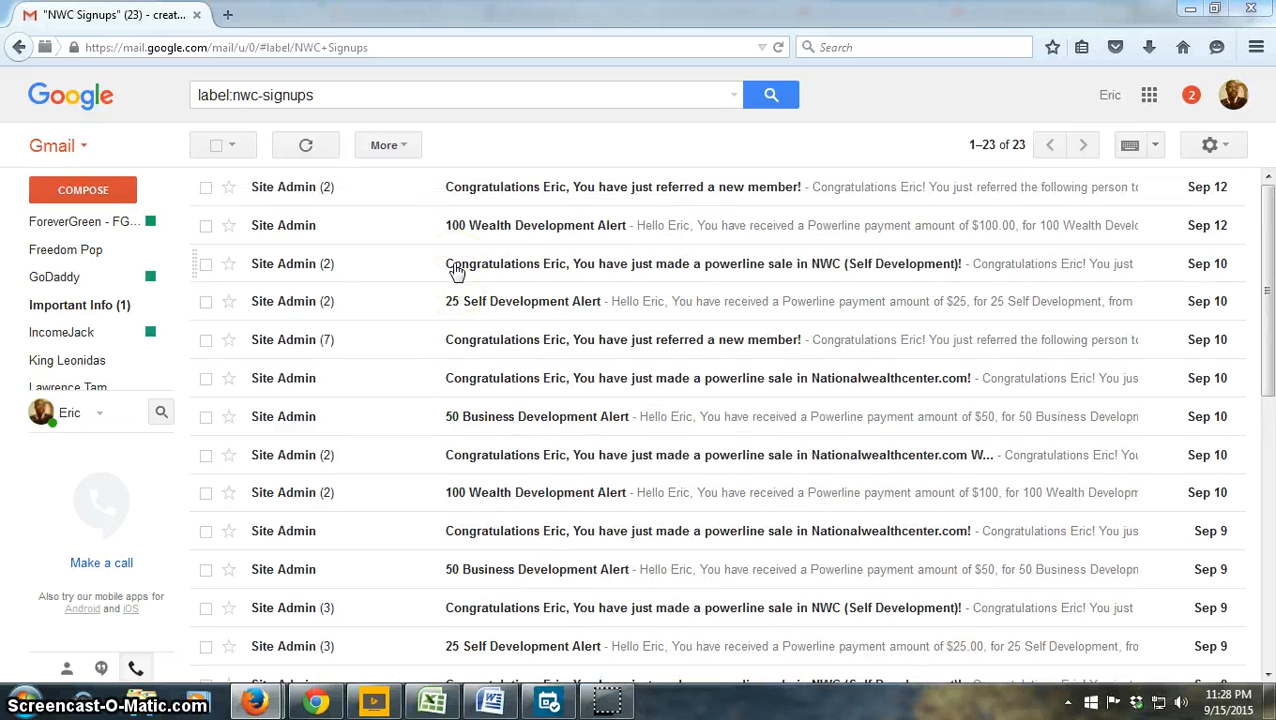 "NWC Signups" (23) - creat...
https://mail.google.com/mail/u/0/#label/NWC+Signups
Search
Google
label:nwc-signups
Eric
2
Gmail
More
1–23 of 23
COMPOSE
ForeverGreen - FG...
Freedom Pop
GoDaddy
Important Info (1)
IncomeJack
King Leonidas
Lawrence Tam
Eric
Make a call
Also try our mobile apps for
Android and iOS
Site Admin (2) Congratulations Eric, You have just referred a new member! - Congratulations Eric! You just referred the following person to Sep 12
Site Admin 100 Wealth Development Alert - Hello Eric, You have received a Powerline payment amount of $100.00, for 100 Wealth Develo Sep 12
Site Admin (2) Congratulations Eric, You have just made a powerline sale in NWC (Self Development)! - Congratulations Eric! You just Sep 10
Site Admin (2) 25 Self Development Alert - Hello Eric, You have received a Powerline payment amount of $25, for 25 Self Development, from Sep 10
Site Admin (7) Congratulations Eric, You have just referred a new member! - Congratulations Eric! You just referred the following person to Sep 10
Site Admin Congratulations Eric, You have just made a powerline sale in Nationalwealthcenter.com! - Congratulations Eric! You jus Sep 10
Site Admin 50 Business Development Alert - Hello Eric, You have received a Powerline payment amount of $50, for 50 Business Developm Sep 10
Site Admin (2) Congratulations Eric, You have just made a powerline sale in Nationalwealthcenter.com W... - Congratulations Eric! You Sep 10
Site Admin (2) 100 Wealth Development Alert - Hello Eric, You have received a Powerline payment amount of $100, for 100 Wealth Developm Sep 10
Site Admin Congratulations Eric, You have just made a powerline sale in Nationalwealthcenter.com! - Congratulations Eric! You jus Sep 9
Site Admin 50 Business Development Alert - Hello Eric, You have received a Powerline payment amount of $50, for 50 Business Developm Sep 9
Site Admin (3) Congratulations Eric, You have just made a powerline sale in NWC (Self Development)! - Congratulations Eric! You just Sep 9
Site Admin (3) 25 Self Development Alert - Hello Eric, You have received a Powerline payment amount of $25.00, for 25 Self Development, Sep 9
Screencast-O-Matic.com
11:28 PM
9/15/2015